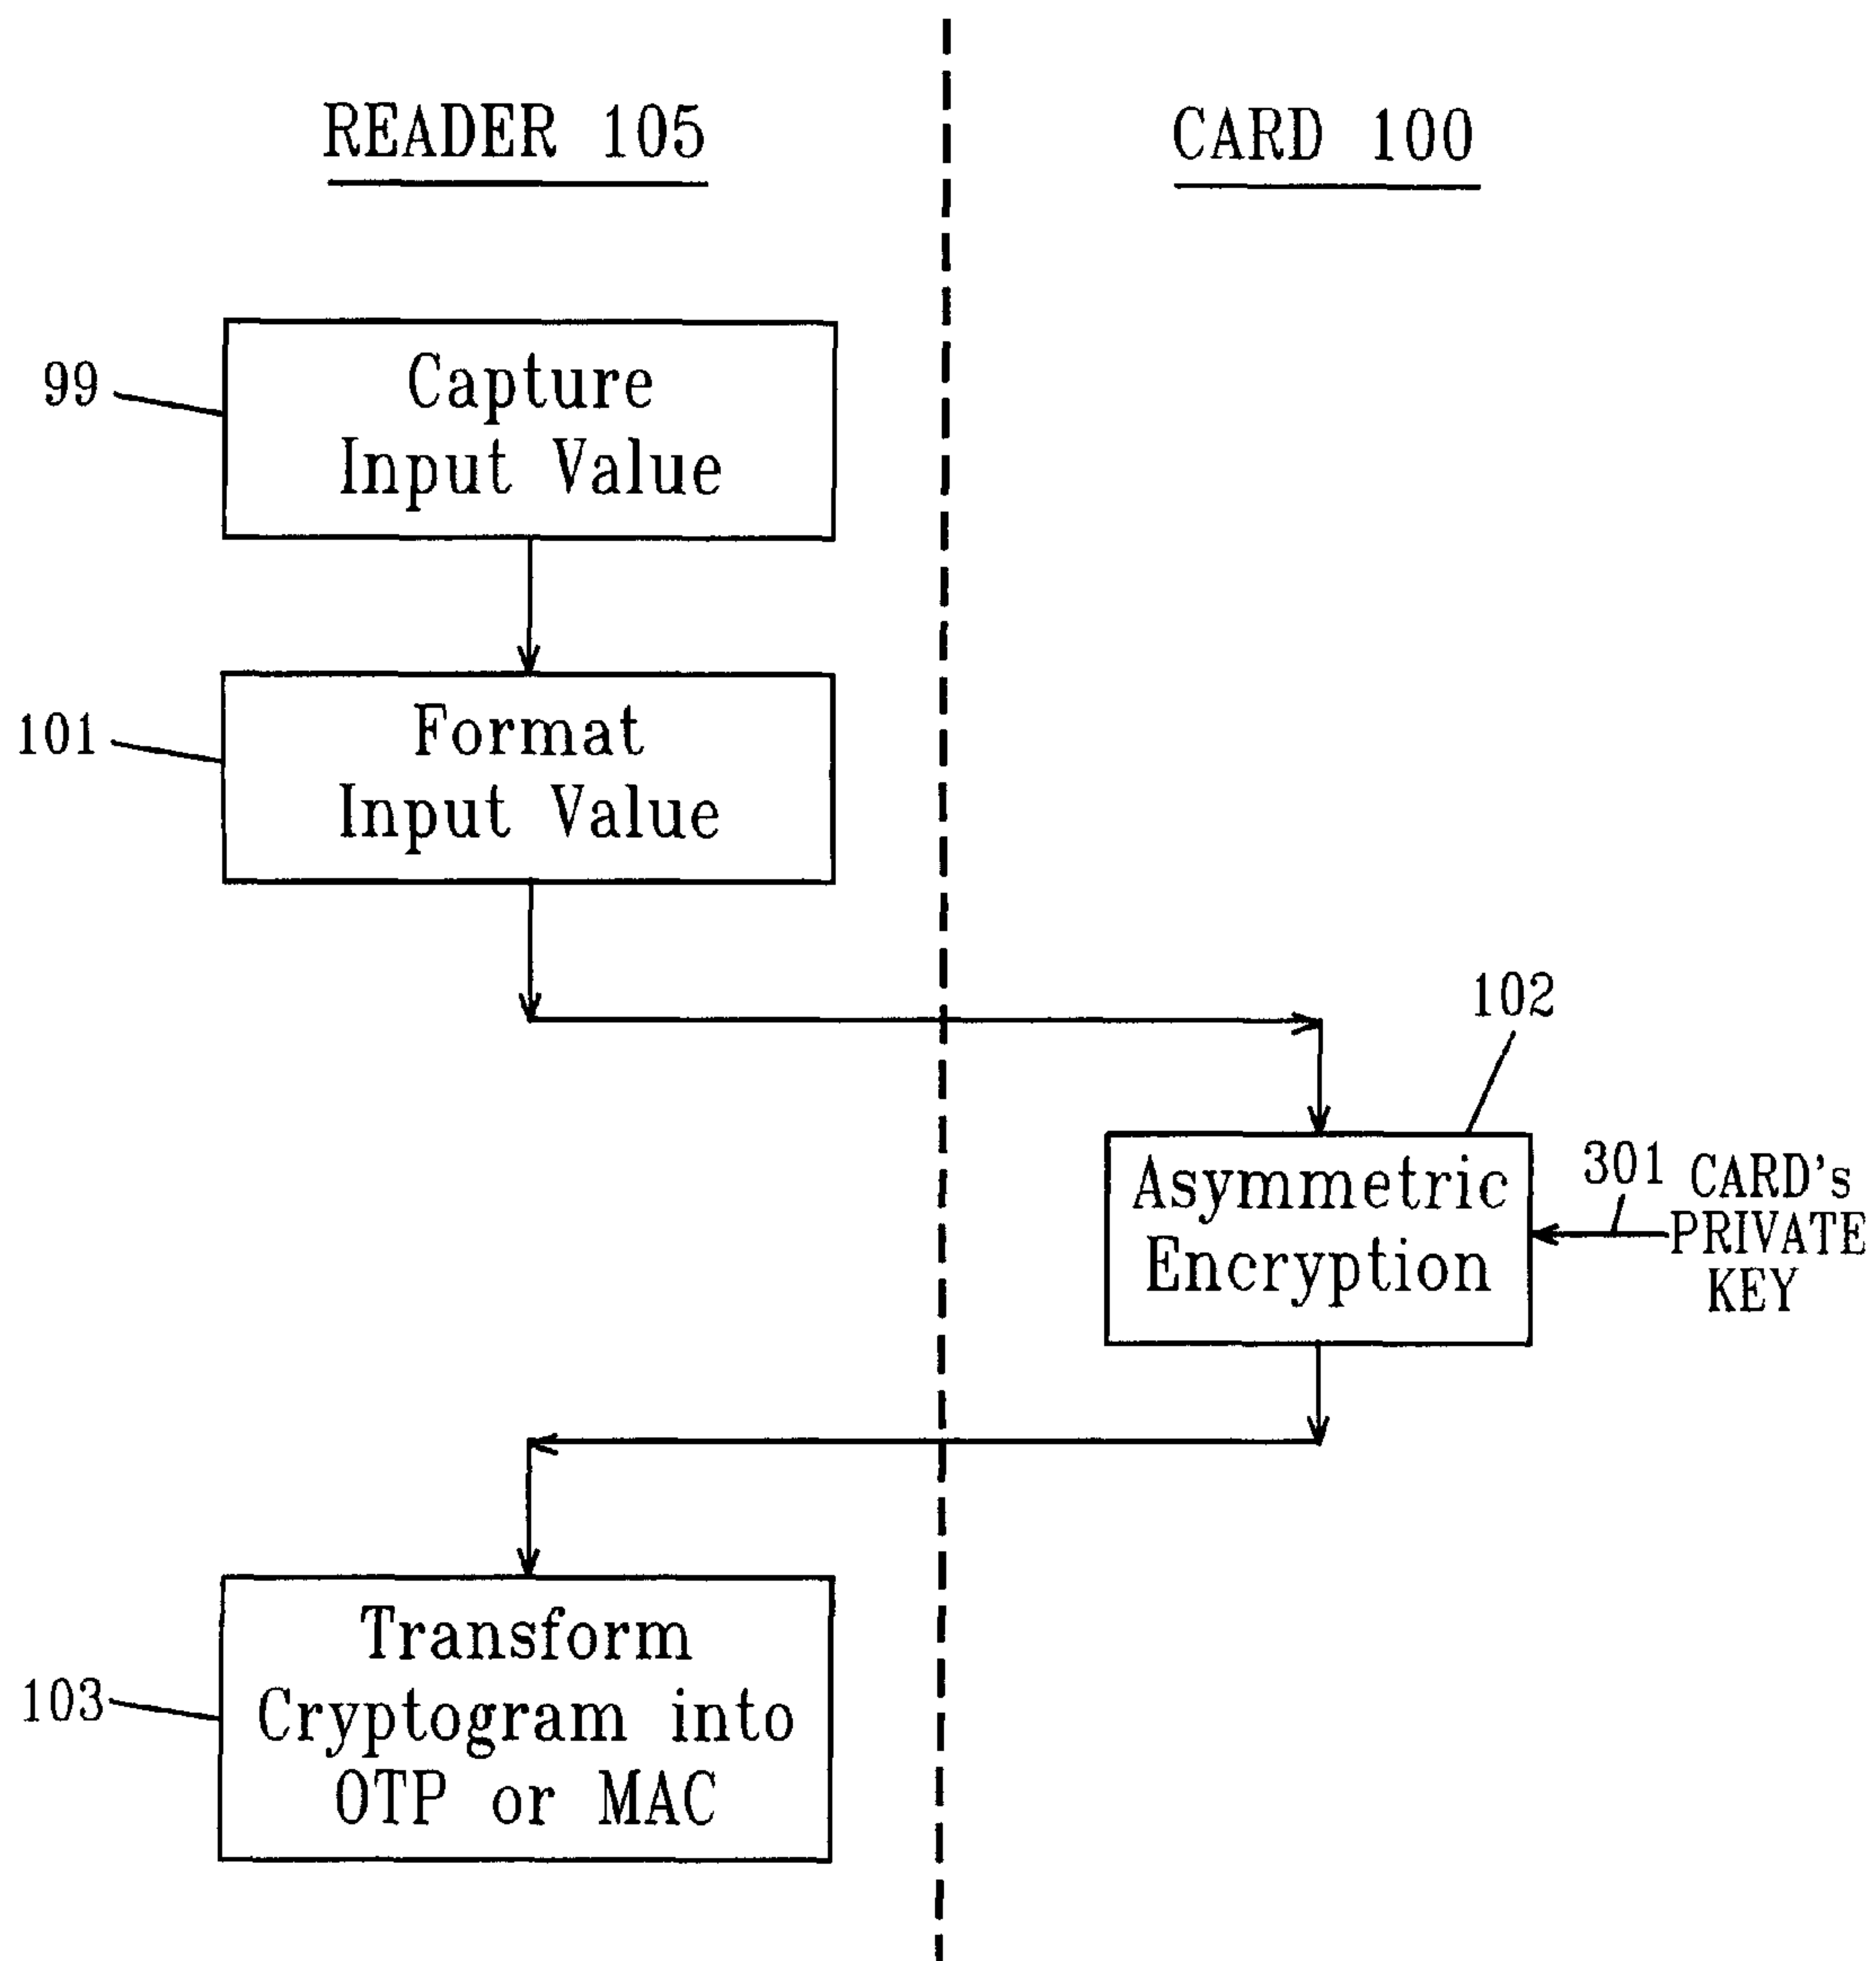 READER 105
CARD 100
99
Capture
Input Value
101
Format
Input Value
102
Asymmetric
Encryption
301
CARD's
PRIVATE
KEY
103
Transform
Cryptogram into
OTP or MAC